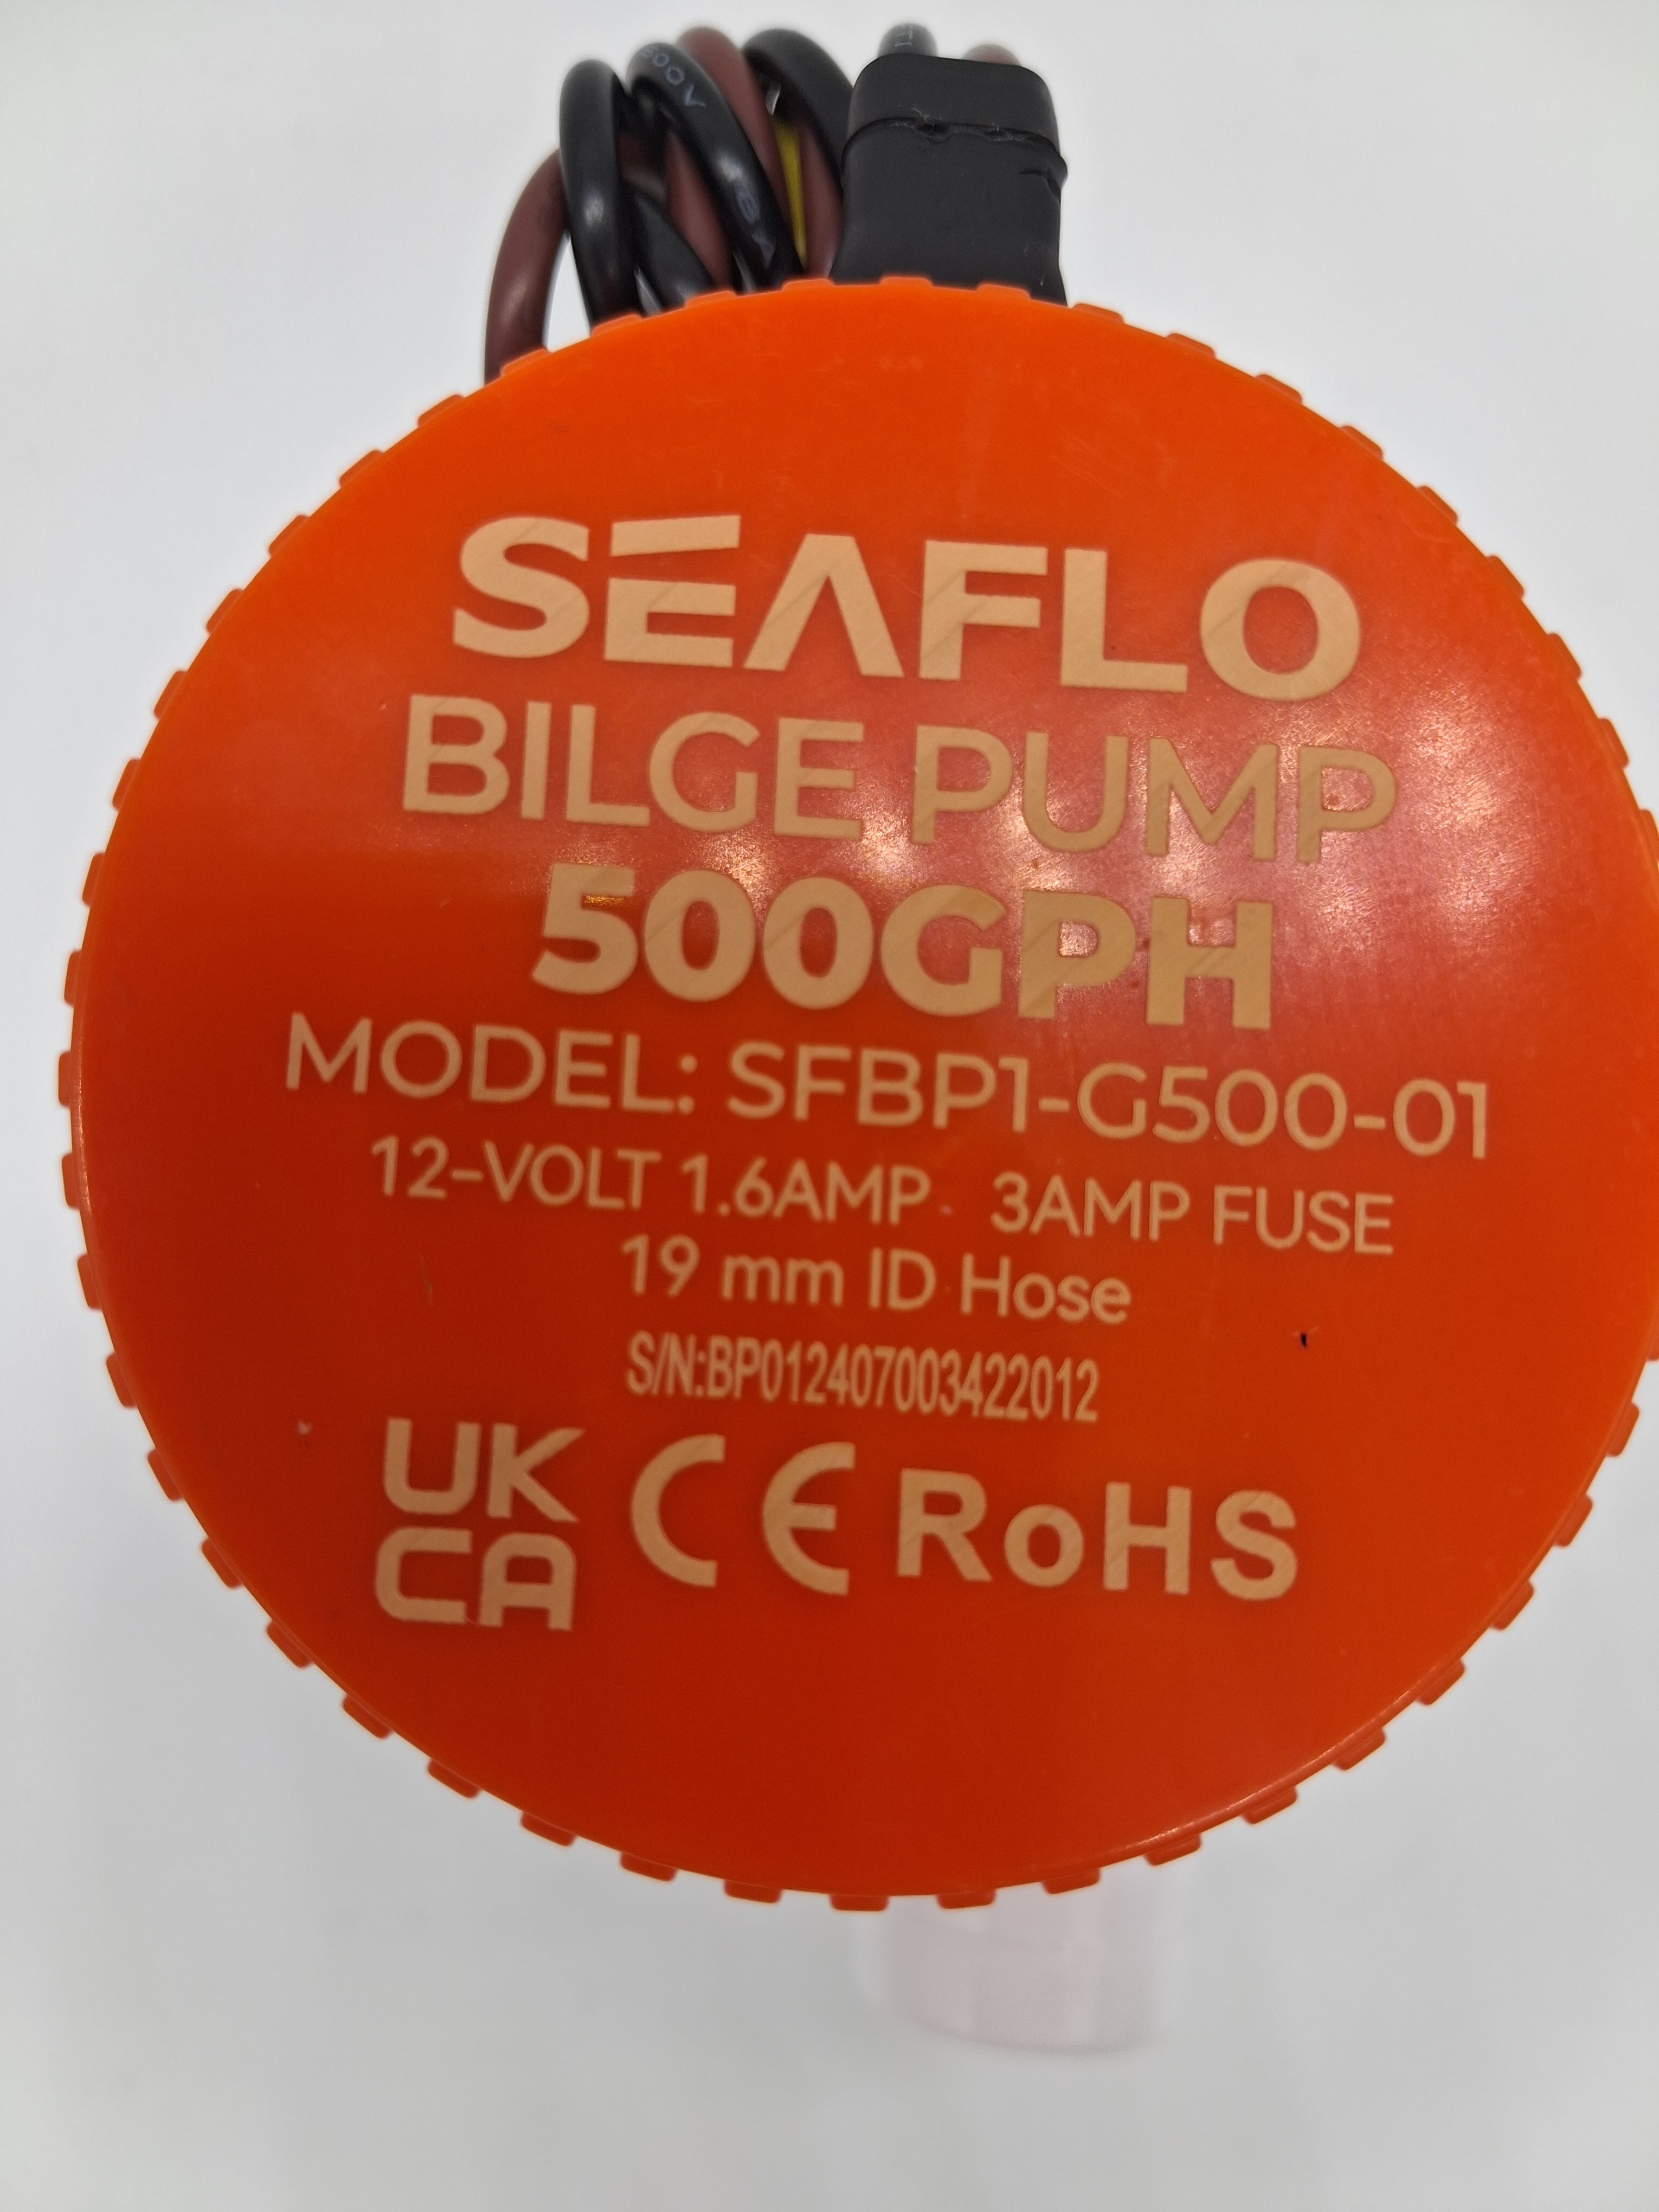 600V
SEAFLO
BILGE PUMP
500GPH
MODEL: SFBP1-G500-01
12-VOLT 1.6AMP 3AMP FUSE
19 mm ID Hose
S/N:BP012407003422012
UK
CA CE RoHS